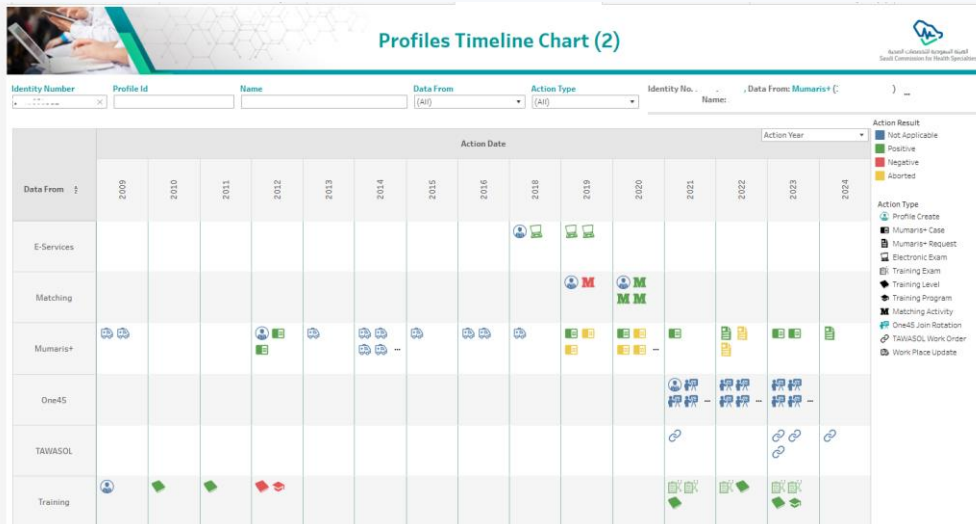 Profiles Timeline Chart (2)
Saudi Commission for Health Specialties
Identity Number
Profile Id
Name
Data From
Action Type
(All)
(All)
Identity No. , Data From: Mumaris+ ( )
Name:
Action Year
Action Date
Data From
2009
2010
2011
2012
2013
2014
2015
2016
2018
2019
2020
2021
2022
2023
2024
E-Services
Matching
Mumaris+
One45
TAWASOL
Training
Action Result
Not Applicable
Positive
Negative
Aborted
Action Type
Profile Create
Mumaris+ Case
Mumaris+ Request
Electronic Exam
Training Exam
Training Level
Training Program
Matching Activity
One45 Join Rotation
TAWASOL Work Order
Work Place Update